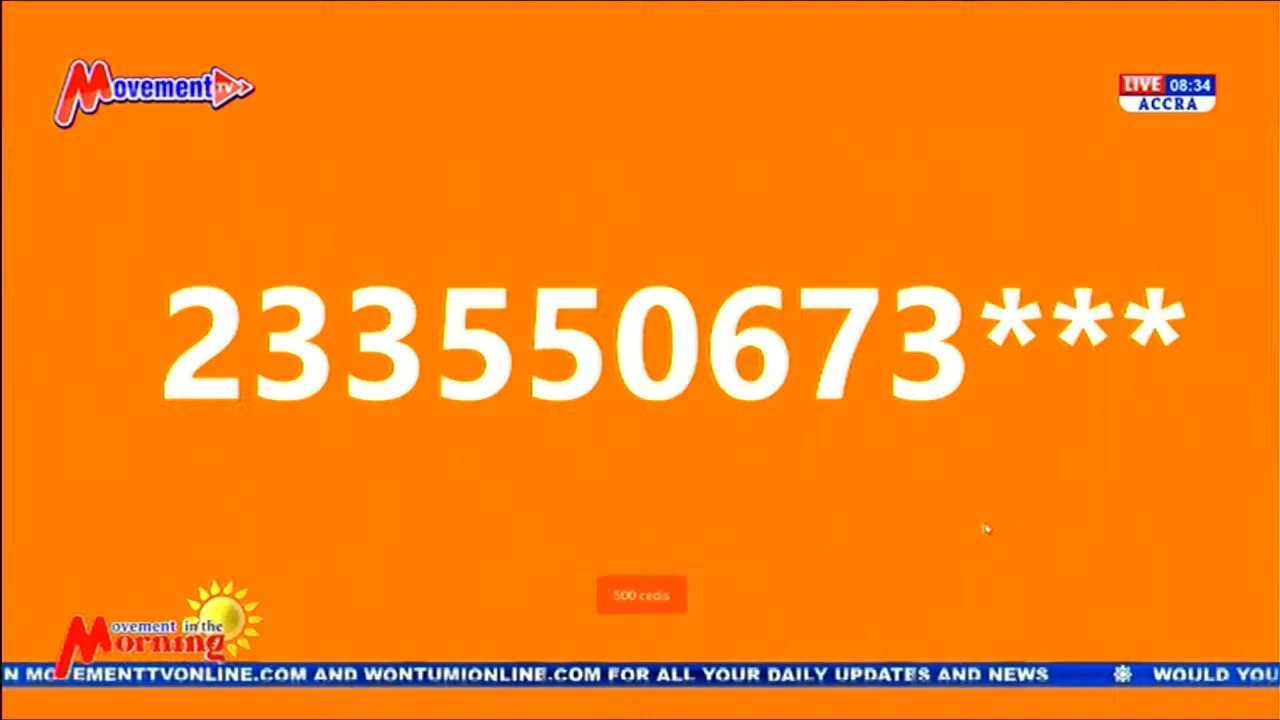 Movement TV
LIVE 08:34
ACCRA
233550673***
500 cedis
Movement in the
Morning
N MOVEMENTTVONLINE.COM AND WONTUMIONLINE.COM FOR ALL YOUR DAILY UPDATES AND NEWS WOULD YOU